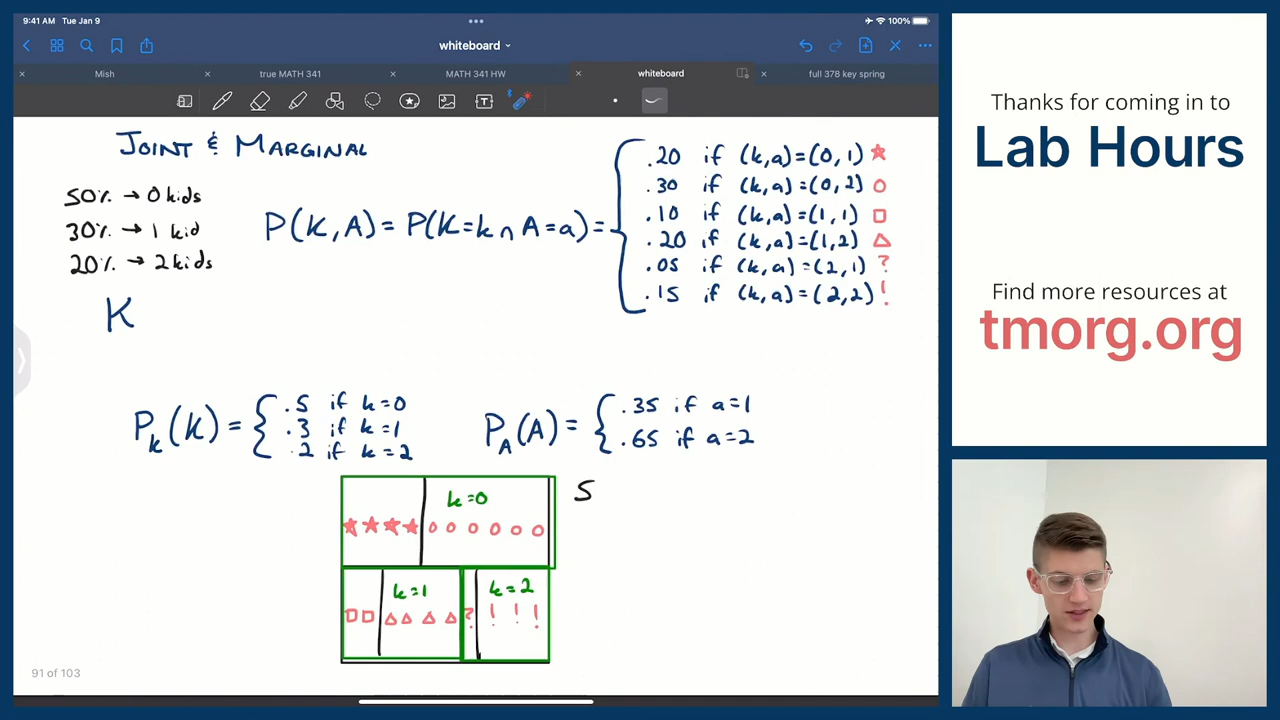 9:41 AM Tue Jan 9
100%
whiteboard
Mish
true MATH 341
MATH 341 HW
whiteboard
full 378 key spring
JOINT & MARGINAL
50% → 0 kids
30% → 1 kid
20% → 2 kids
K
P(K,A) = P(K=k ∩ A=a) =
.20 if (k,a)=(0,1)
.30 if (k,a)=(0,2)
.10 if (k,a)=(1,1)
.20 if (k,a)=(1,2)
.05 if (k,a)=(2,1) ?
.15 if (k,a)=(2,2) !
P_K(K) =
.5 if k=0
.3 if k=1
.2 if k=2
P_A(A) =
.35 if a=1
.65 if a=2
k=0
S
k=1
k=2
? ! ! !
91 of 103
Thanks for coming in to
Lab Hours
Find more resources at
tmorg.org